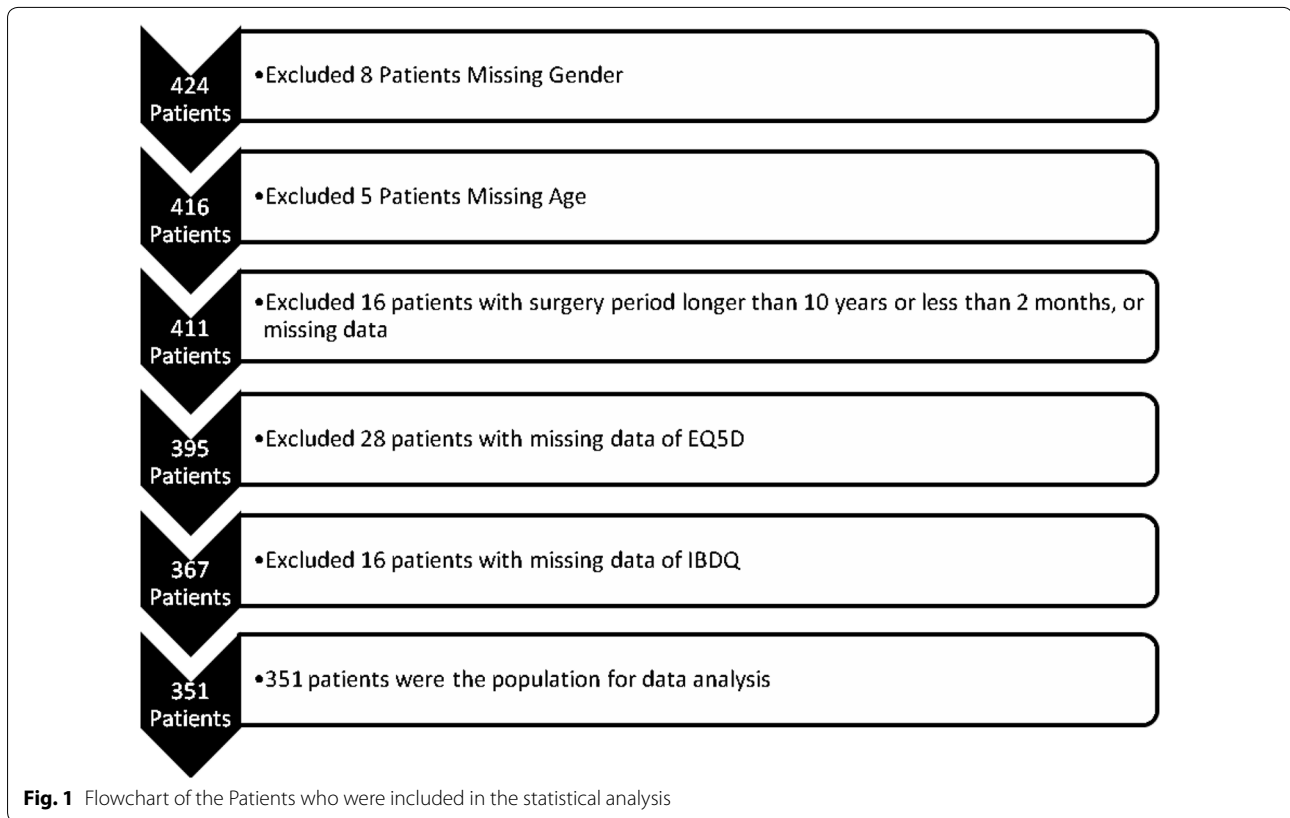 424
Patients
•Excluded 8 Patients Missing Gender
416
Patients
•Excluded 5 Patients Missing Age
411
Patients
•Excluded 16 patients with surgery period longer than 10 years or less than 2 months, or
missing data
395
Patients
•Excluded 28 patients with missing data of EQ5D
367
Patients
•Excluded 16 patients with missing data of IBDQ
351
Patients
•351 patients were the population for data analysis
Fig. 1 Flowchart of the Patients who were included in the statistical analysis